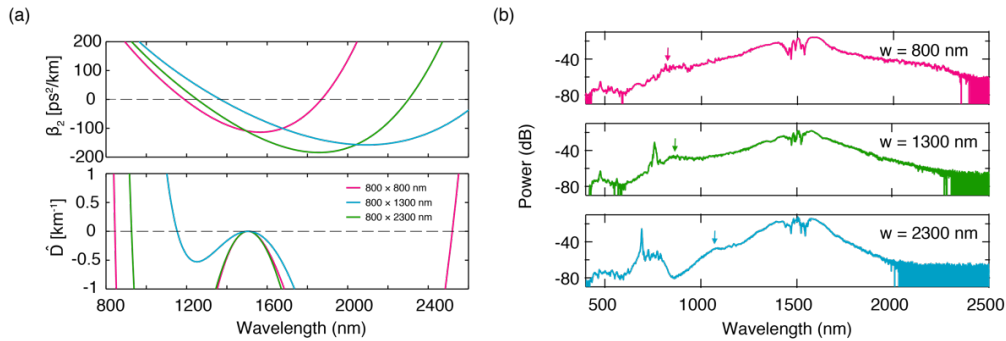 (a)
200
100
0
-100
-200
β₂ [ps²/km]
1
0.5
0
-0.5
1
D̂ [km⁻¹]
800 × 800 nm
800 × 1300 nm
800 × 2300 nm
800 1200 1600 2000 2400
Wavelength (nm)
(b)
w = 800 nm
-40
-80
w = 1300 nm
-40
-80
Power (dB)
w = 2300 nm
-40
-80
500 1000 1500 2000 2500
Wavelength (nm)